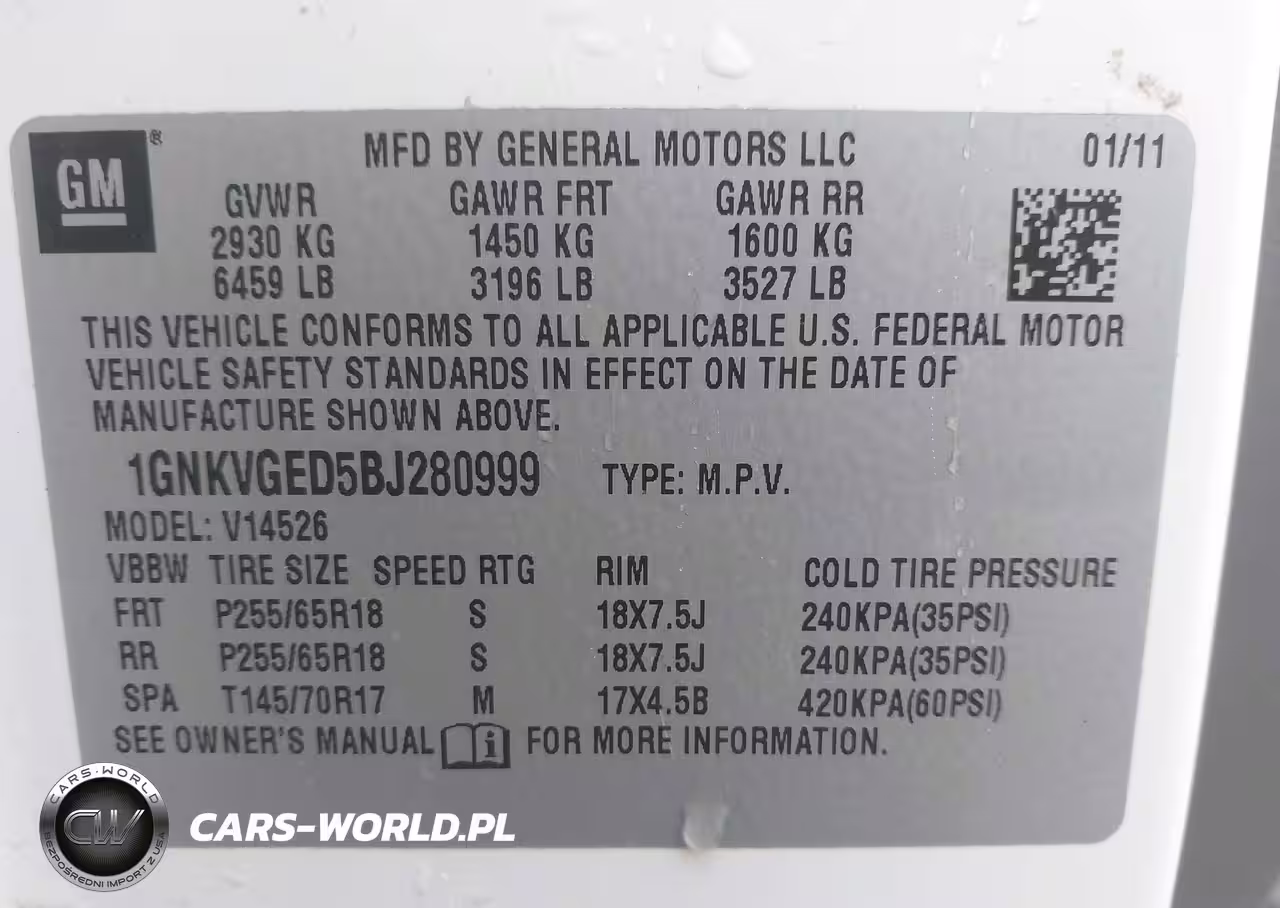 GM ®
MFD BY GENERAL MOTORS LLC 01/11
GVWR GAWR FRT GAWR RR
2930 KG 1450 KG 1600 KG
6459 LB 3196 LB 3527 LB
THIS VEHICLE CONFORMS TO ALL APPLICABLE U.S. FEDERAL MOTOR
VEHICLE SAFETY STANDARDS IN EFFECT ON THE DATE OF
MANUFACTURE SHOWN ABOVE.
1GNKVGED5BJ280999 TYPE: M.P.V.
MODEL: V14526
VBBW TIRE SIZE SPEED RTG RIM COLD TIRE PRESSURE
FRT P255/65R18 S 18X7.5J 240KPA(35PSI)
RR P255/65R18 S 18X7.5J 240KPA(35PSI)
SPA T145/70R17 M 17X4.5B 420KPA(60PSI)
SEE OWNER'S MANUAL i FOR MORE INFORMATION.
CARS-WORLD
CW
BEZPOŚREDNI IMPORT Z USA
CARS-WORLD.PL